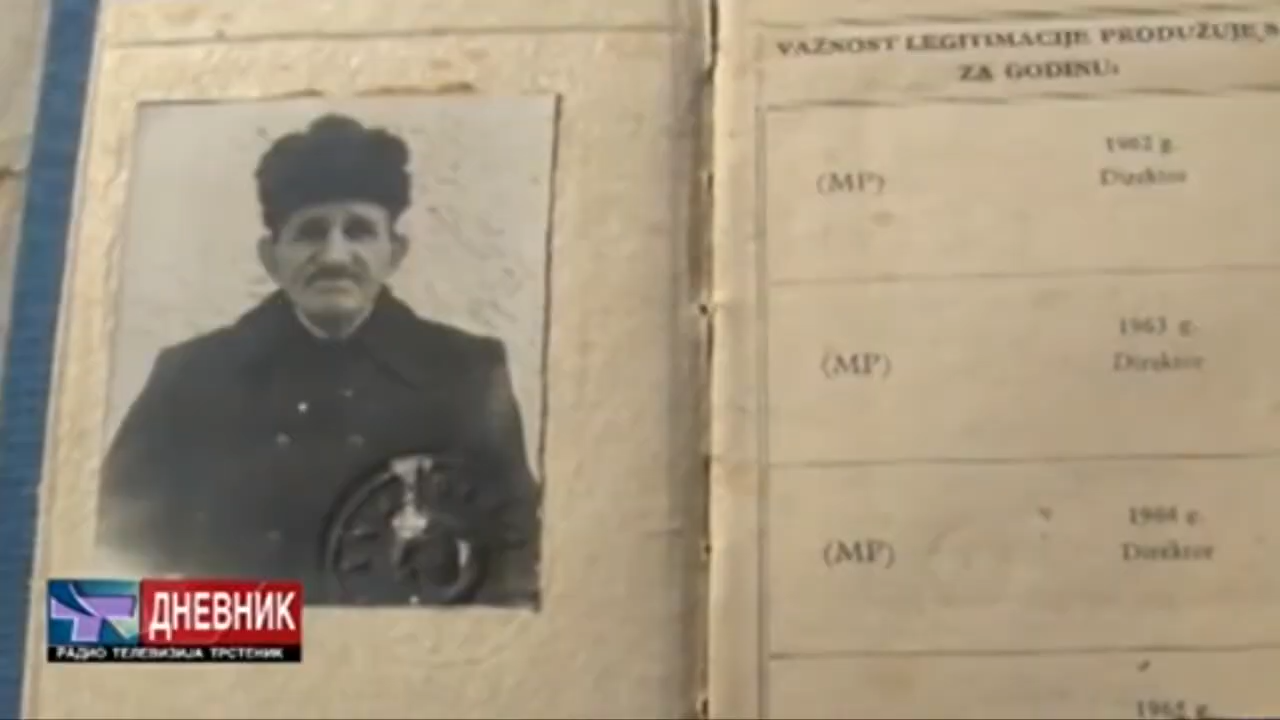 VAŽNOST LEGITIMACIJE PRODUŽUJE S
ZA GODINU:
1962 g.
(MP) Direktor
1963 g.
(MP) Direktor
1964 g.
(MP) Direktor
1965 g.
ДНЕВНИК
РАДИО ТЕЛЕВИЗИЈА ТРСТЕНИК